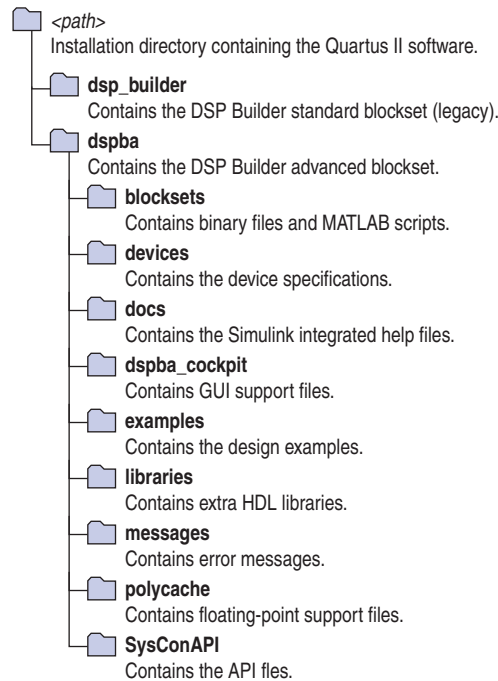 <path>
Installation directory containing the Quartus II software.
dsp_builder
Contains the DSP Builder standard blockset (legacy).
dspba
Contains the DSP Builder advanced blockset.
blocksets
Contains binary files and MATLAB scripts.
devices
Contains the device specifications.
docs
Contains the Simulink integrated help files.
dspba_cockpit
Contains GUI support files.
examples
Contains the design examples.
libraries
Contains extra HDL libraries.
messages
Contains error messages.
polycache
Contains floating-point support files.
SysConAPI
Contains the API fles.